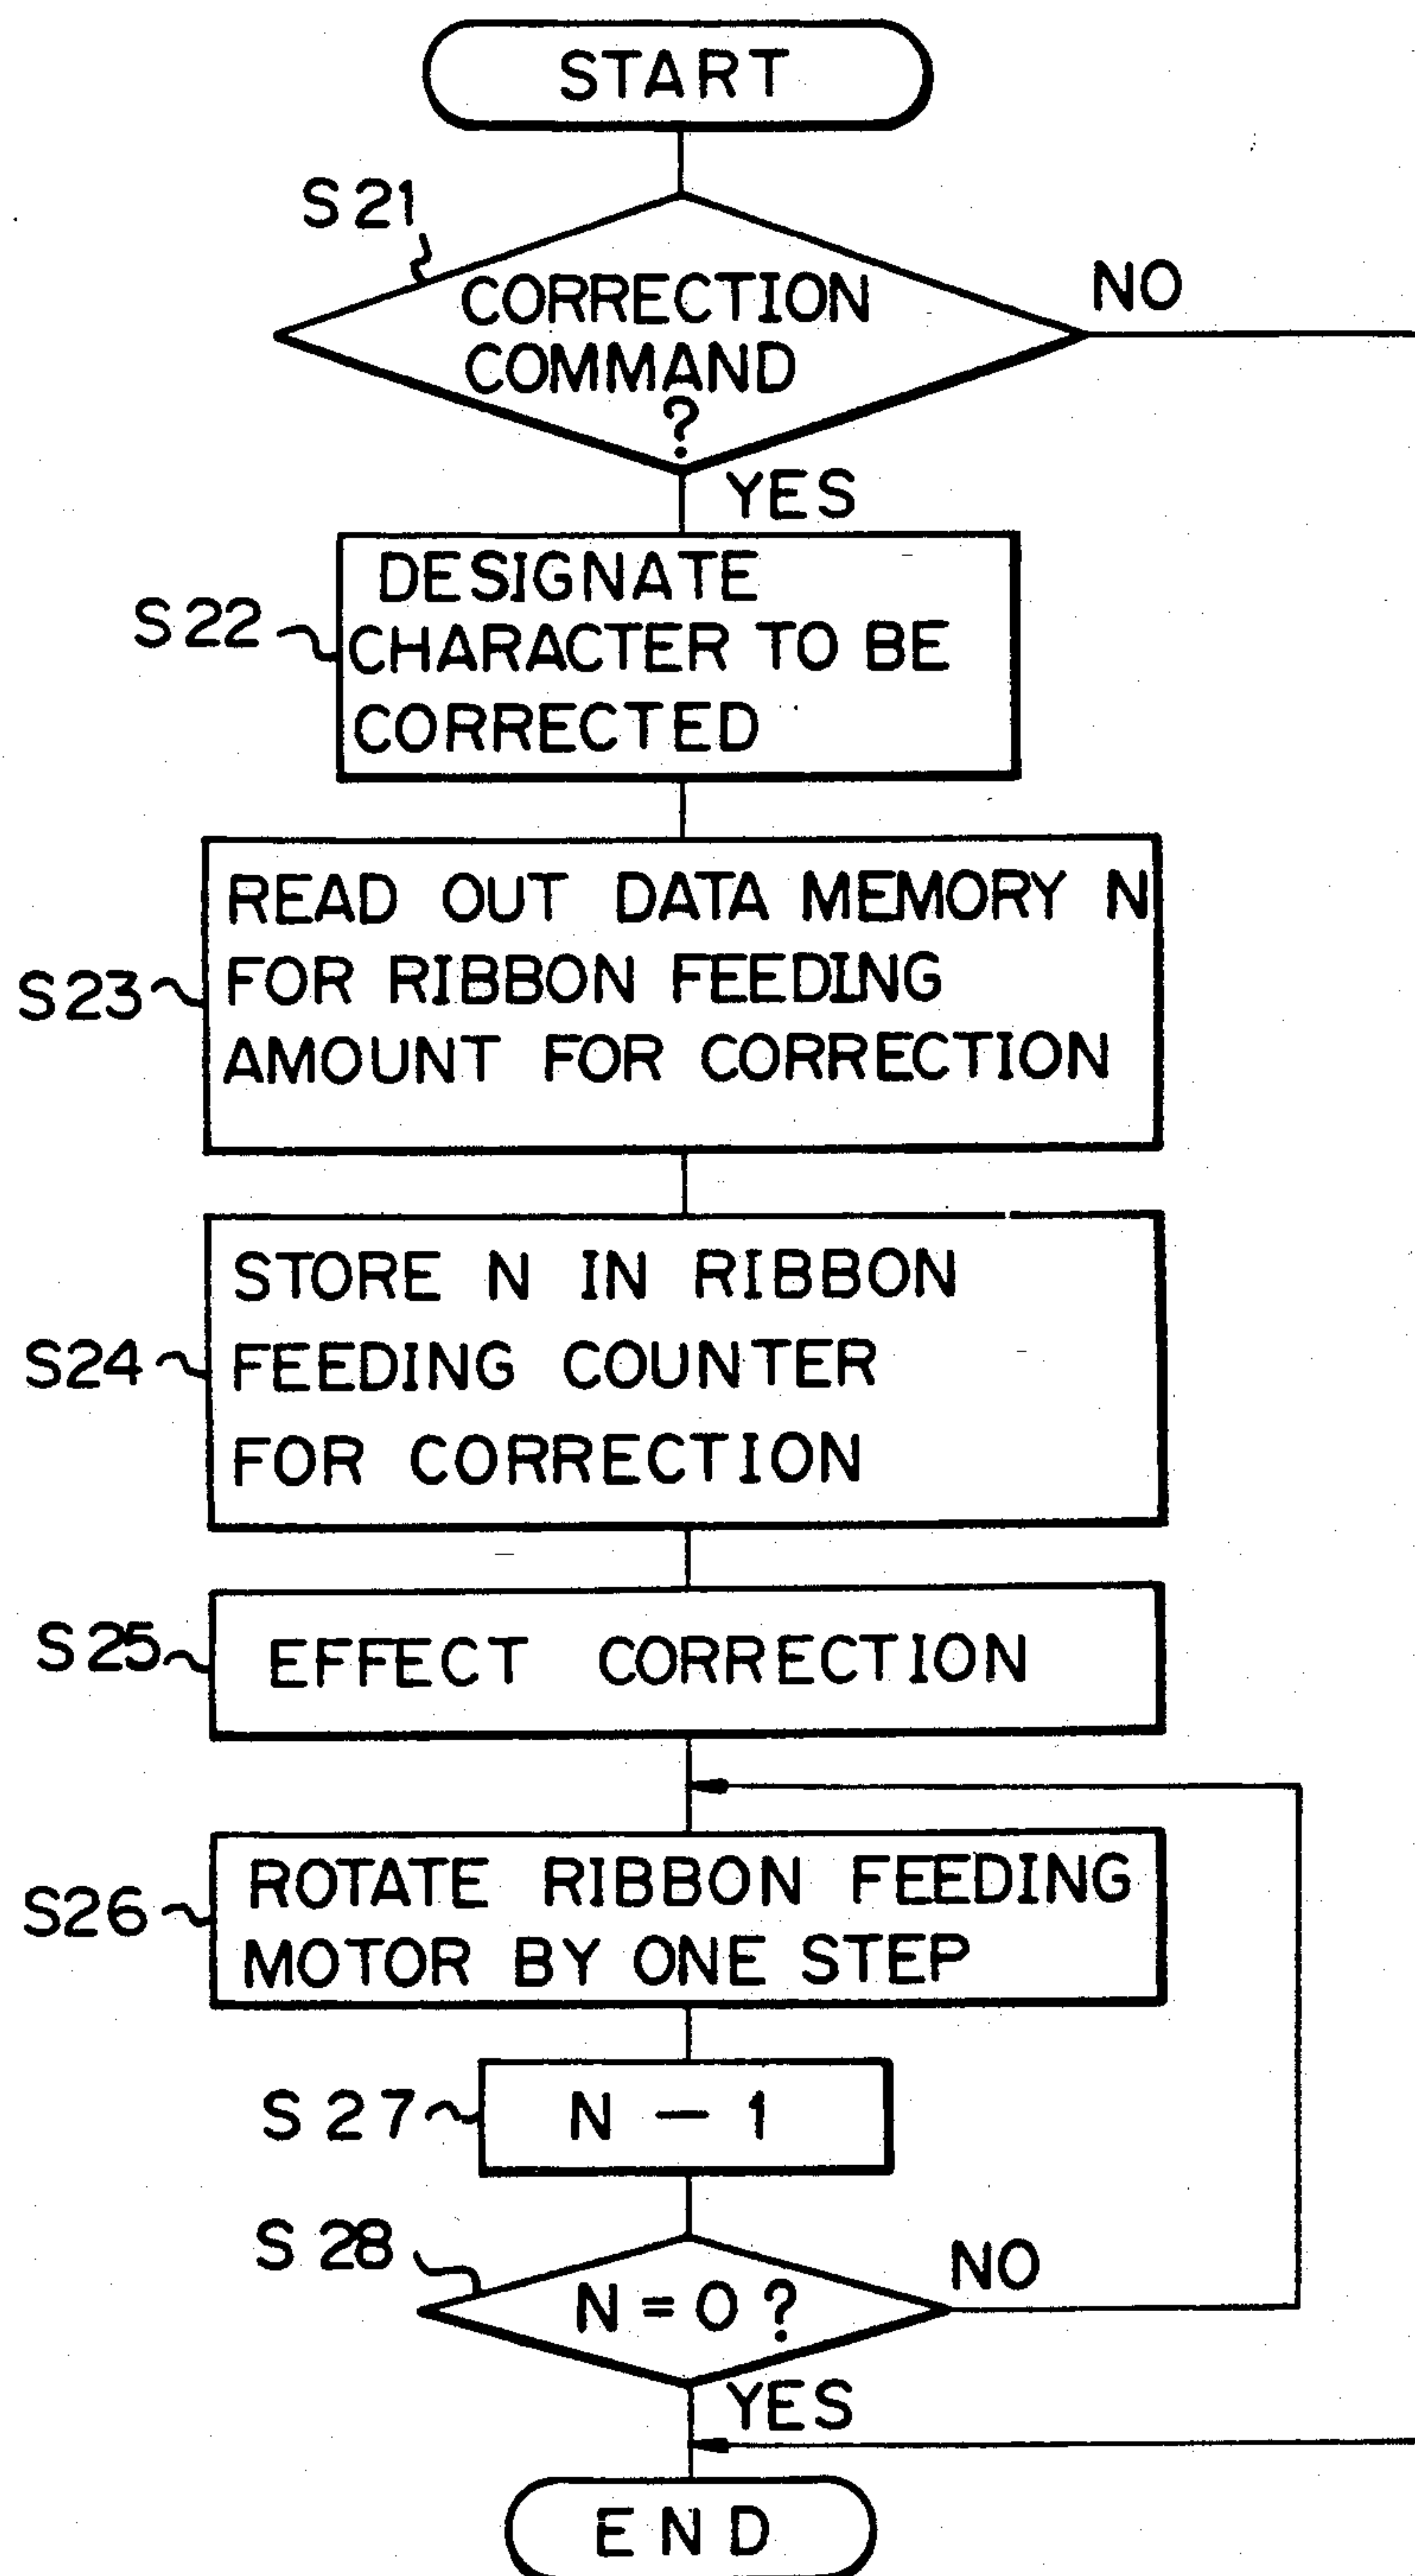 START
S21
CORRECTION
COMMAND
?
NO
YES
S22
DESIGNATE
CHARACTER TO BE
CORRECTED
S23
READ OUT DATA MEMORY N
FOR RIBBON FEEDING
AMOUNT FOR CORRECTION
S24
STORE N IN RIBBON
FEEDING COUNTER
FOR CORRECTION
S25
EFFECT CORRECTION
S26
ROTATE RIBBON FEEDING
MOTOR BY ONE STEP
S27
N - 1
S28
N = 0 ?
NO
YES
END